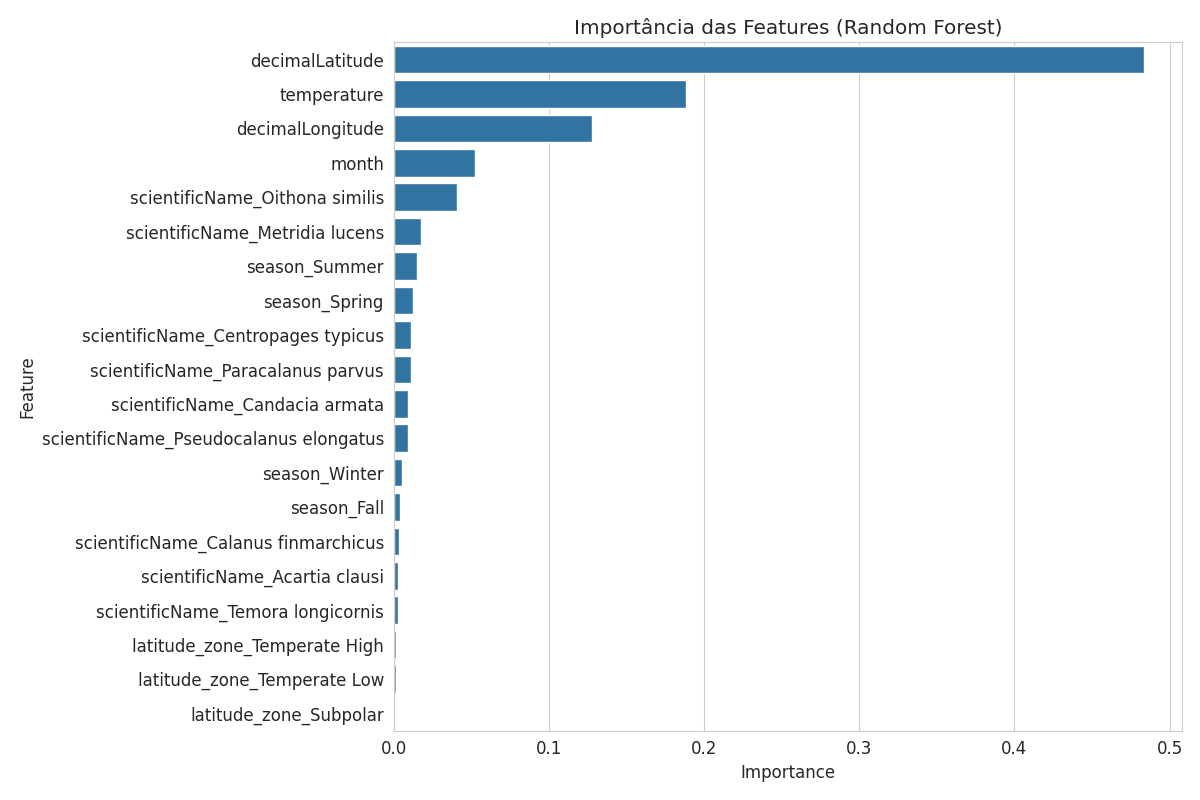 Importância das Features (Random Forest)
decimalLatitude
temperature
decimalLongitude
month
scientificName_Oithona similis
scientificName_Metridia lucens
season_Summer
season_Spring
scientificName_Centropages typicus
scientificName_Paracalanus parvus
scientificName_Candacia armata
scientificName_Pseudocalanus elongatus
season_Winter
season_Fall
scientificName_Calanus finmarchicus
scientificName_Acartia clausi
scientificName_Temora longicornis
latitude_zone_Temperate High
latitude_zone_Temperate Low
latitude_zone_Subpolar
Feature
0.0 0.1 0.2 0.3 0.4 0.5
Importance